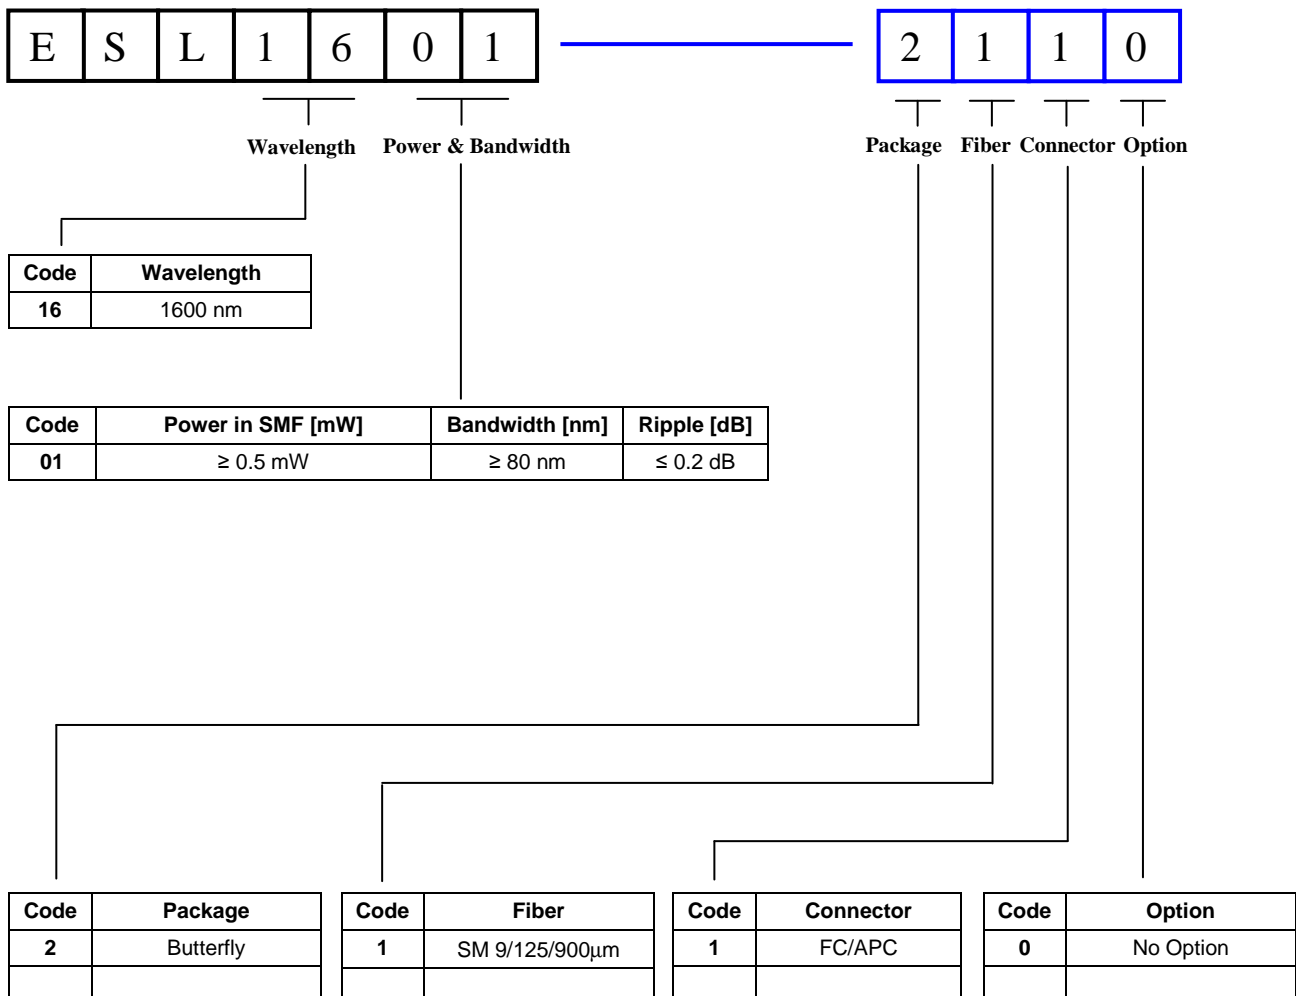 E S L 1 6 0 1 2 1 1 0
Wavelength Power & Bandwidth Package Fiber Connector Option
Code Wavelength
16 1600 nm
Code Power in SMF [mW] Bandwidth [nm] Ripple [dB]
01 ≥ 0.5 mW ≥ 80 nm ≤ 0.2 dB
Code Package Code Fiber Code Connector Code Option
2 Butterfly 1 SM 9/125/900μm 1 FC/APC 0 No Option